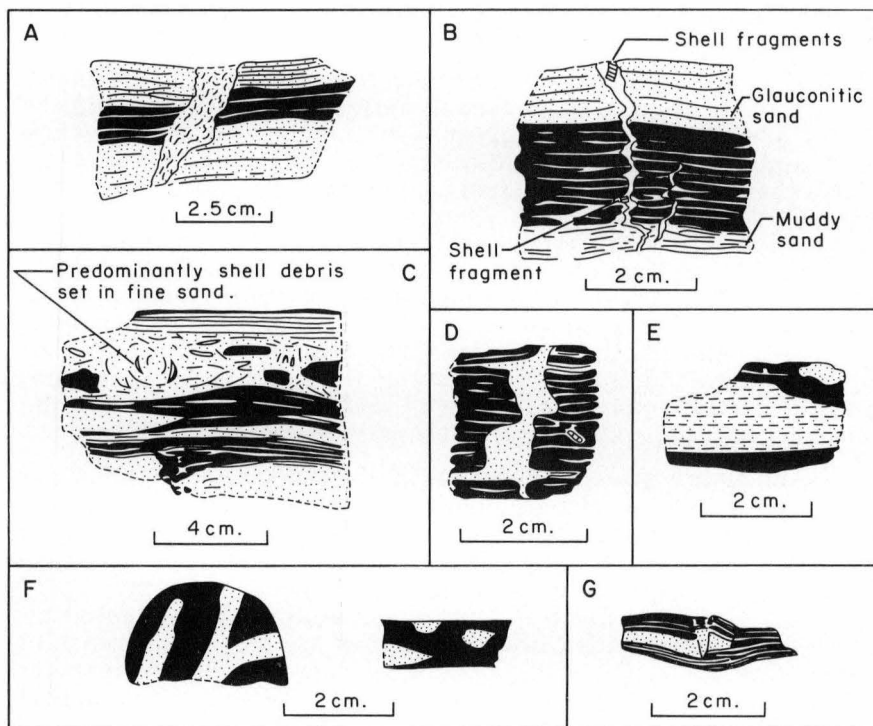 A
2.5 cm.
B
Shell fragments
Glauconitic
sand
Muddy
sand
Shell
fragment
2 cm.
C
Predominantly shell debris
set in fine sand.
4 cm.
D
2 cm.
E
2 cm.
F
2 cm.
G
2 cm.